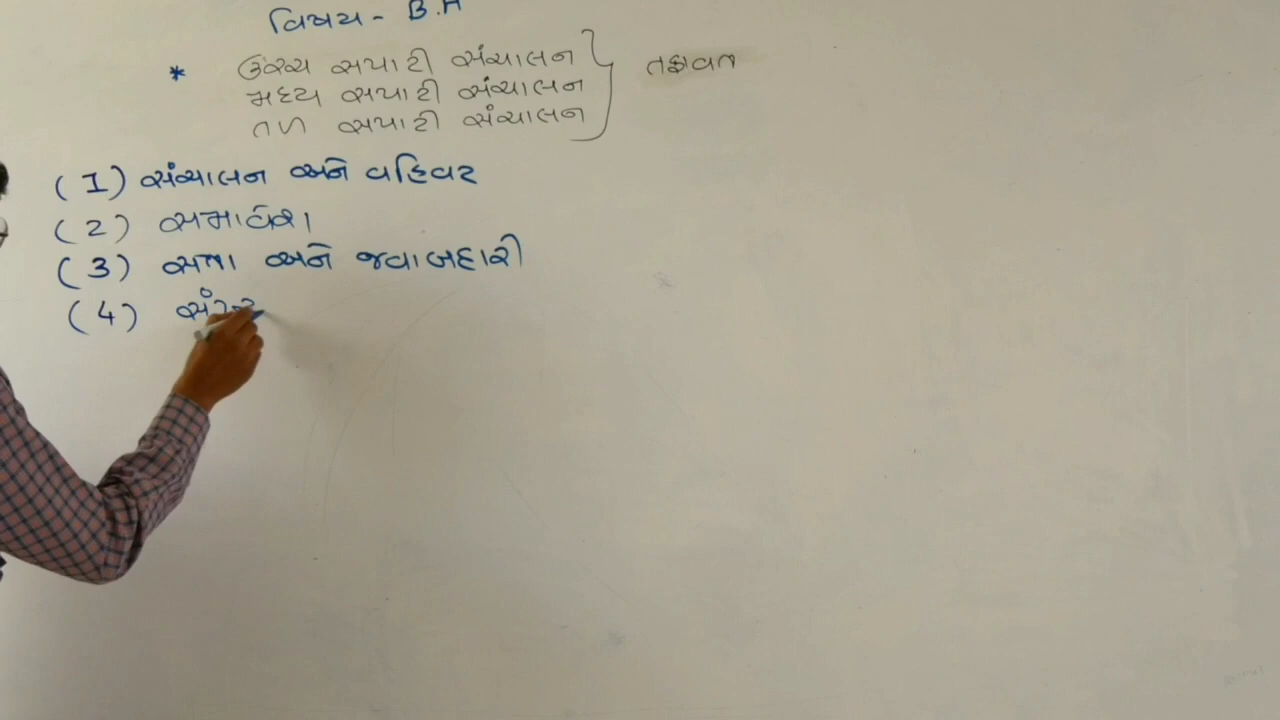 વિષય - B.A
* ઉચ્ચ સપાટી સંચાલન } તફાવત
મધ્ય સપાટી સંચાલન
તળ સપાટી સંચાલન
(1) સંચાલન અને વહિવટ
(2) સમાવેશ
(3) સત્તા અને જવાબદારી
(4)